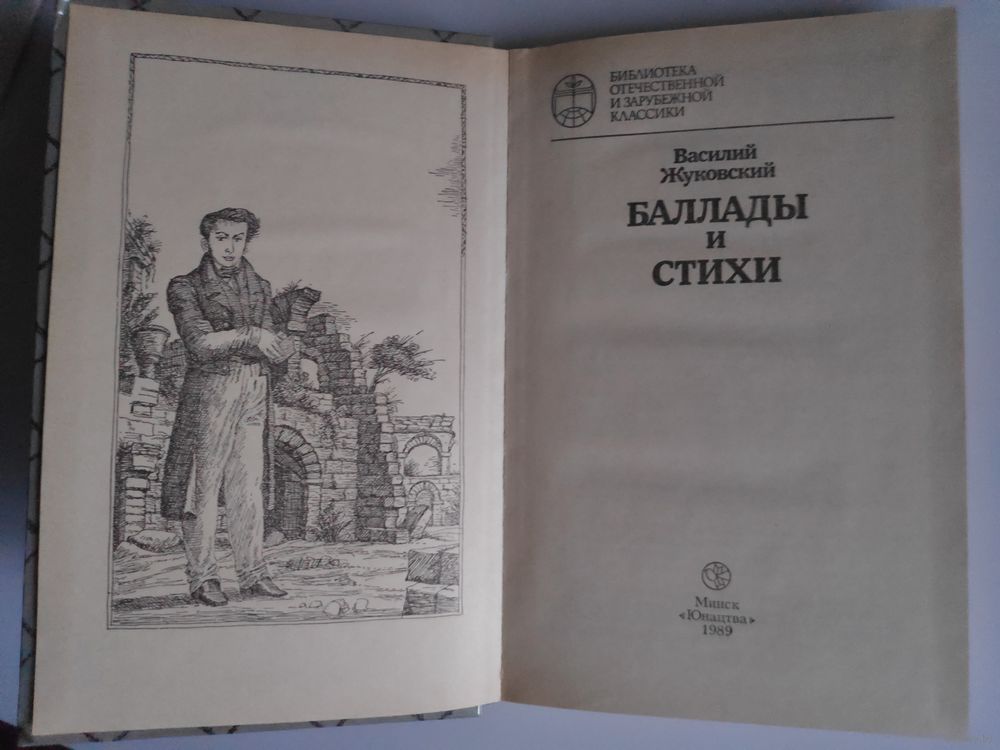 БИБЛИОТЕКА
ОТЕЧЕСТВЕННОЙ
И ЗАРУБЕЖНОЙ
КЛАССИКИ
Василий
Жуковский
БАЛЛАДЫ
И
СТИХИ
Минск
«Юнацтва»
1989